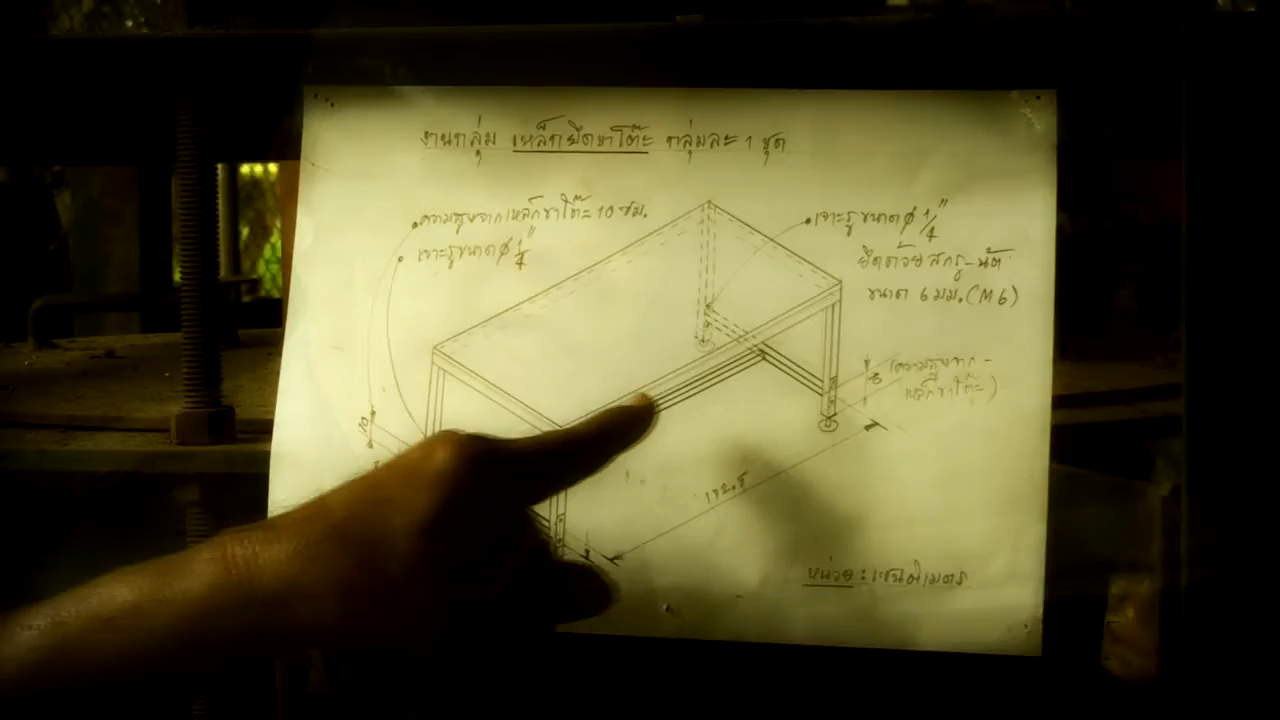 งานกลุ่ม เหล็กยึดขาโต๊ะ กลุ่มละ 1 ชุด
ความสูงจากเหล็กขาโต๊ะ 10 ซม.
เจาะรูขนาด ø 1/4"
เจาะรูขนาด ø 1/4"
ยึดด้วยสกรู-นัต
ขนาด 6 มม. (M6)
(ความสูงจาก-
เหล็กขาโต๊ะ)
10
หน่วย : เซนติเมตร